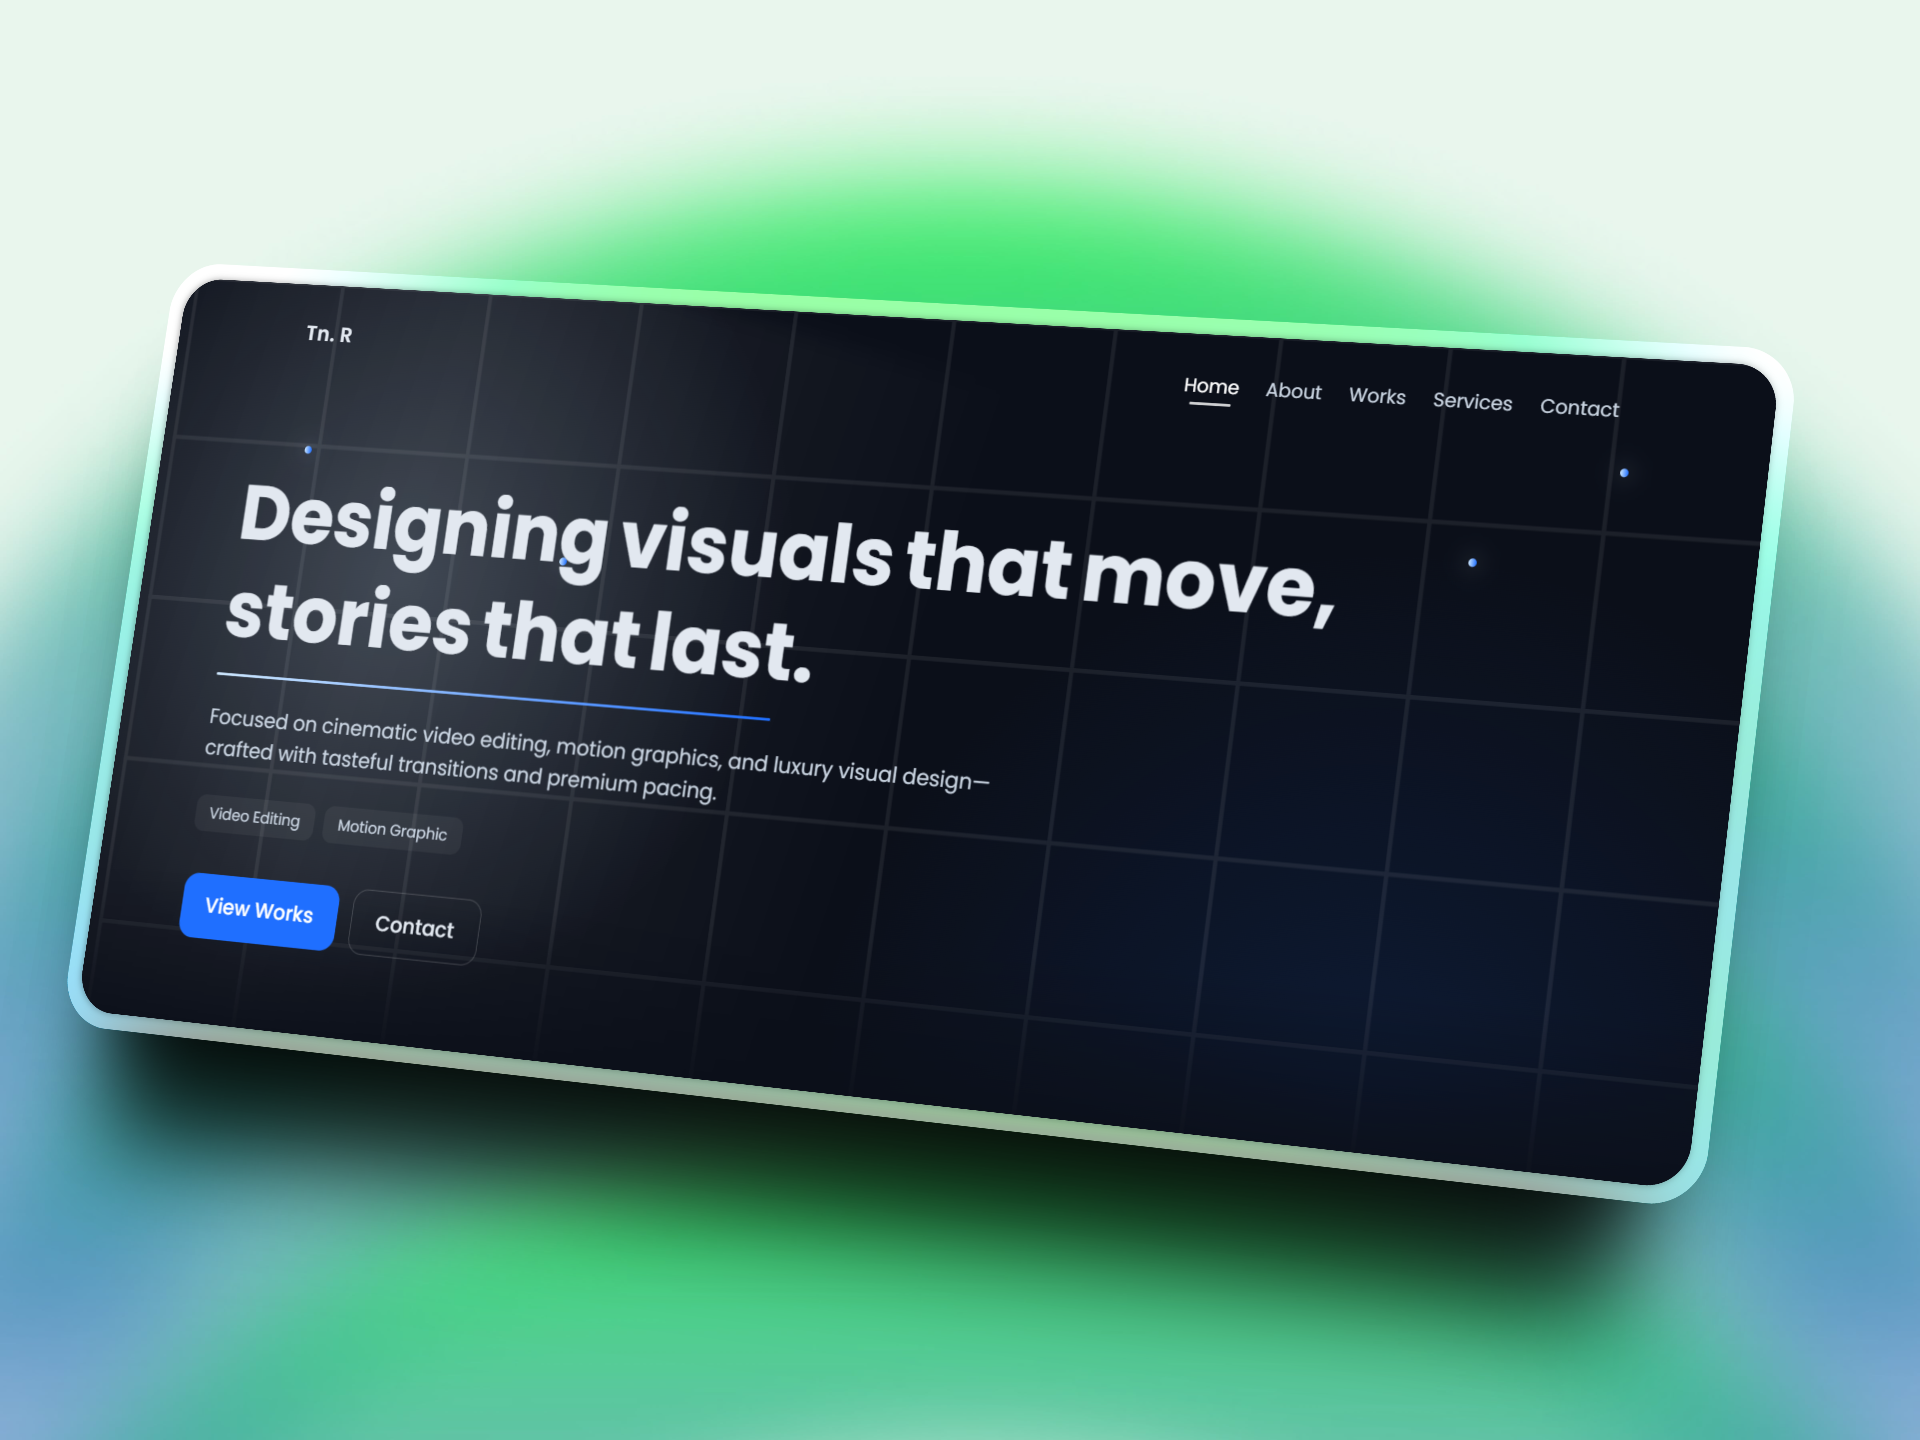 Tn. R
Home About Works Services Contact
Designing visuals that move,
stories that last.
Focused on cinematic video editing, motion graphics, and luxury visual design—
crafted with tasteful transitions and premium pacing.
Video Editing Motion Graphic
View Works Contact